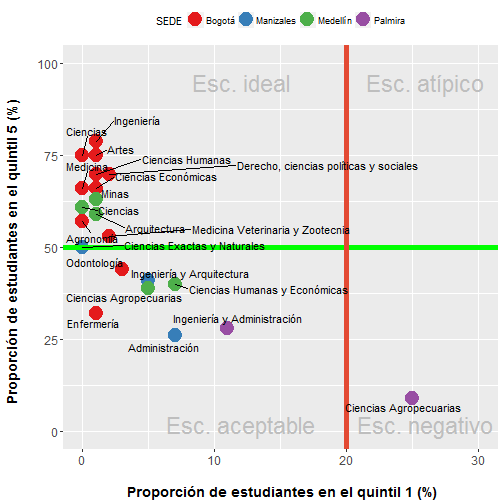 SEDE Bogotá Manizales Medellín Palmira
Proporción de estudiantes en el quintil 5 (%)
100
75
50
25
0
Esc. ideal
Esc. atípico
Ingeniería
Ciencias
Artes
Ciencias Humanas
Medicina
Derecho, ciencias políticas y sociales
Ciencias Económicas
Minas
Ciencias
Arquitectura
Medicina Veterinaria y Zootecnia
Agronomía
Ciencias Exactas y Naturales
Odontología
Ingeniería y Arquitectura
Ciencias Humanas y Económicas
Ciencias Agropecuarias
Ingeniería y Administración
Enfermería
Administración
Ciencias Agropecuarias
Esc. aceptable
Esc. negativo
0
10
20
30
Proporción de estudiantes en el quintil 1 (%)